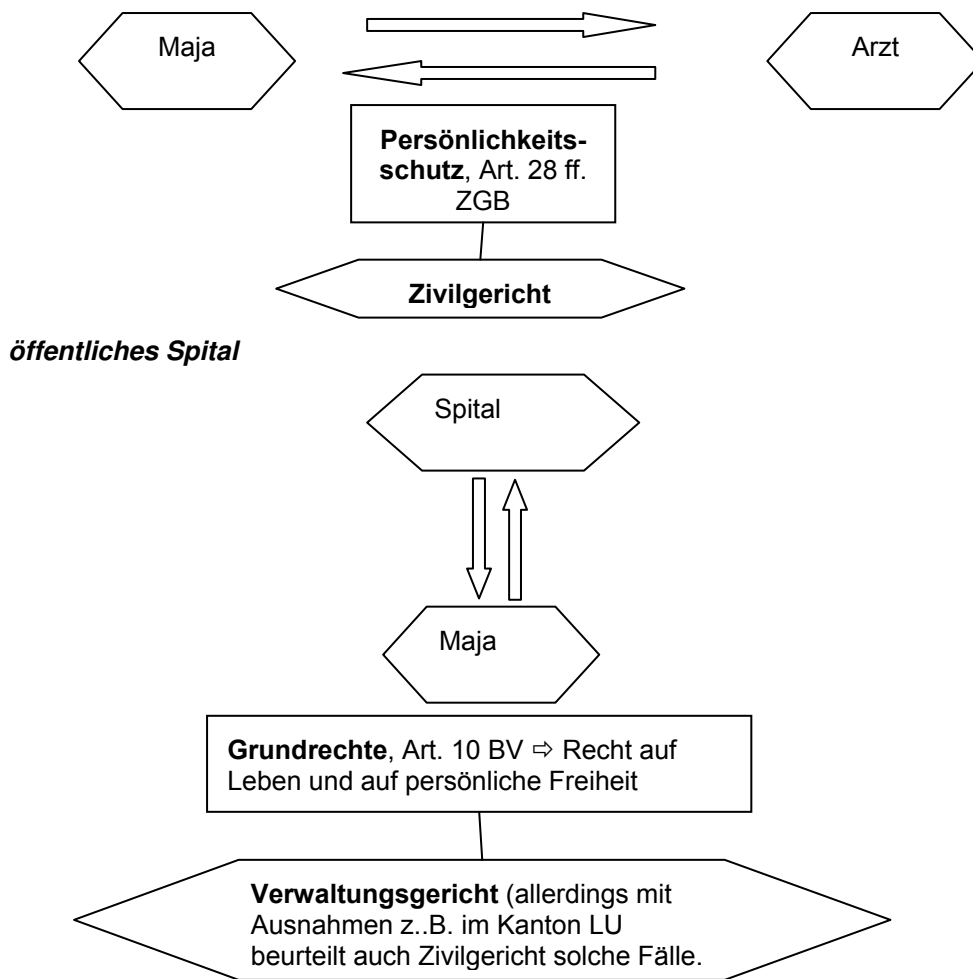 Maja
Arzt
Persönlichkeits-
schutz, Art. 28 ff.
ZGB
Zivilgericht
öffentliches Spital
Spital
Maja
Grundrechte, Art. 10 BV ⇨ Recht auf
Leben und auf persönliche Freiheit
Verwaltungsgericht (allerdings mit
Ausnahmen z..B. im Kanton LU
beurteilt auch Zivilgericht solche Fälle.